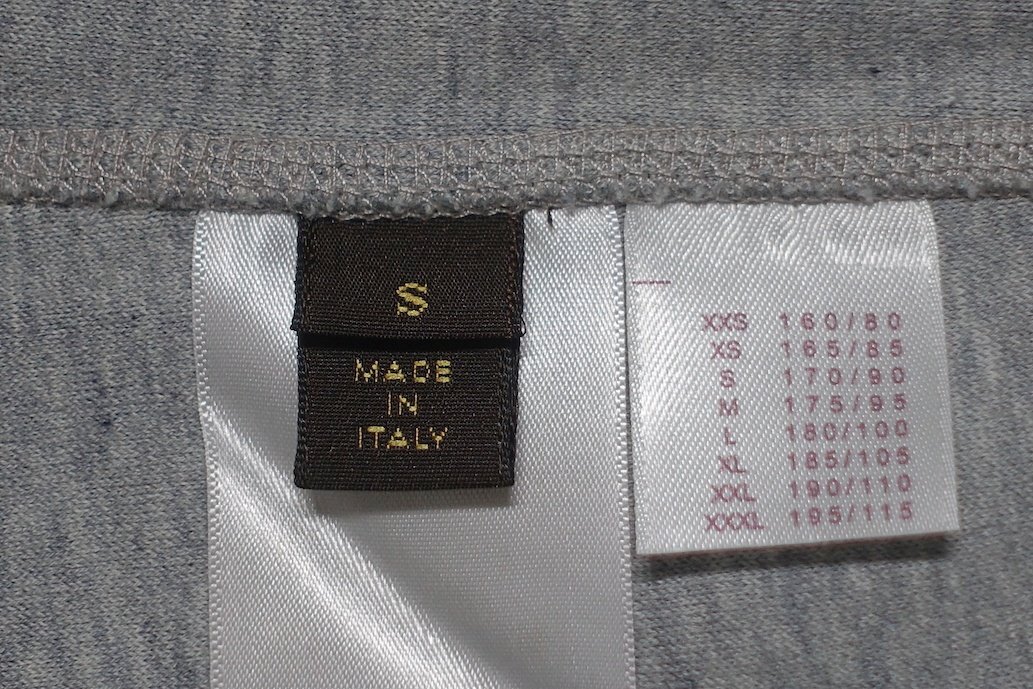 S
MADE
IN
ITALY
XXS 160/80
XS 165/85
S 170/90
M 175/95
L 180/100
XL 185/105
XXL 190/110
XXXL 195/115